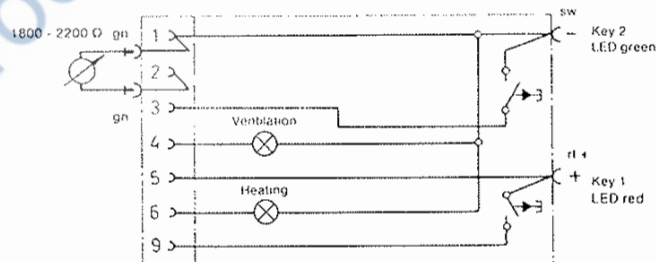 1800 - 2200 Ω
gn
gn
1
2
3
4
5
6
9
Ventilation
Heating
sw
−
Key 2
LED green
+
Key 1
LED red